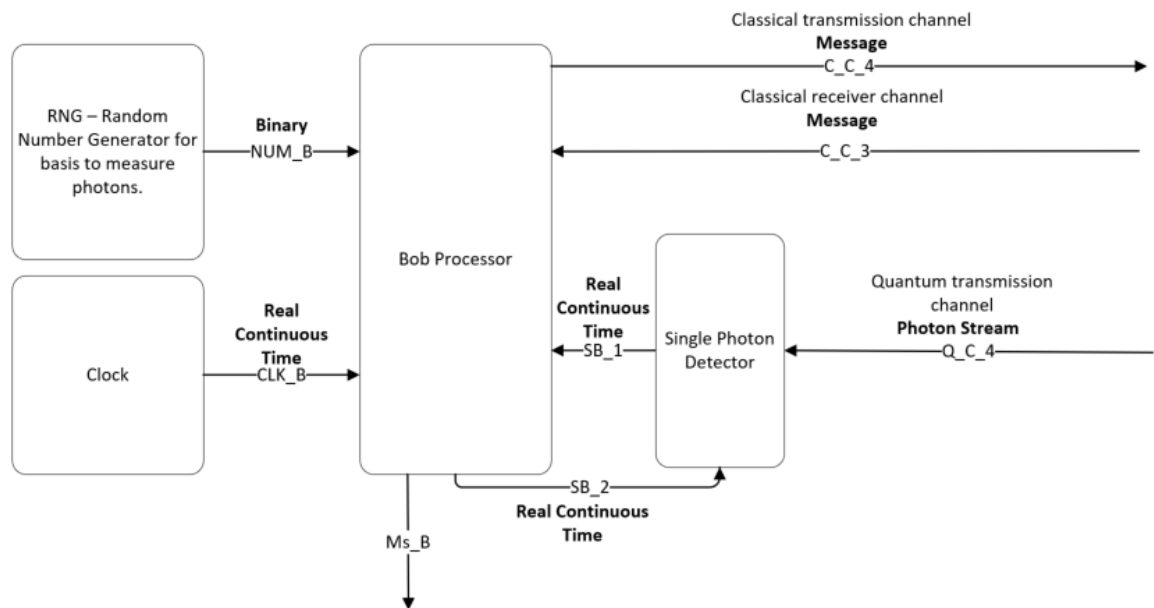 Classical transmission channel
Message
C_C_4
Classical receiver channel
Message
C_C_3
RNG – Random
Number Generator for
basis to measure
photons.
Binary
NUM_B
Bob Processor
Clock
Real
Continuous
Time
CLK_B
Real
Continuous
Time
SB_1
Single Photon
Detector
Quantum transmission
channel
Photon Stream
Q_C_4
SB_2
Real Continuous
Time
Ms_B